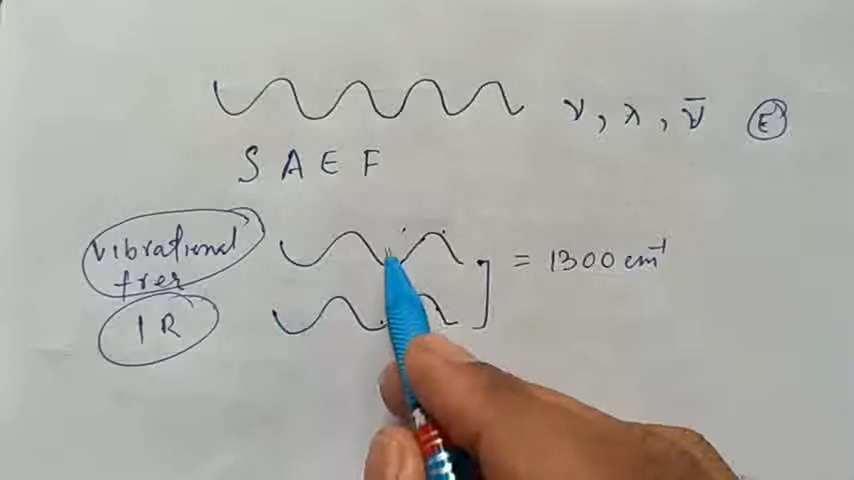 ν, λ, ν̅ E
S A E F
vibrational
freq
= 1300 cm⁻¹
IR